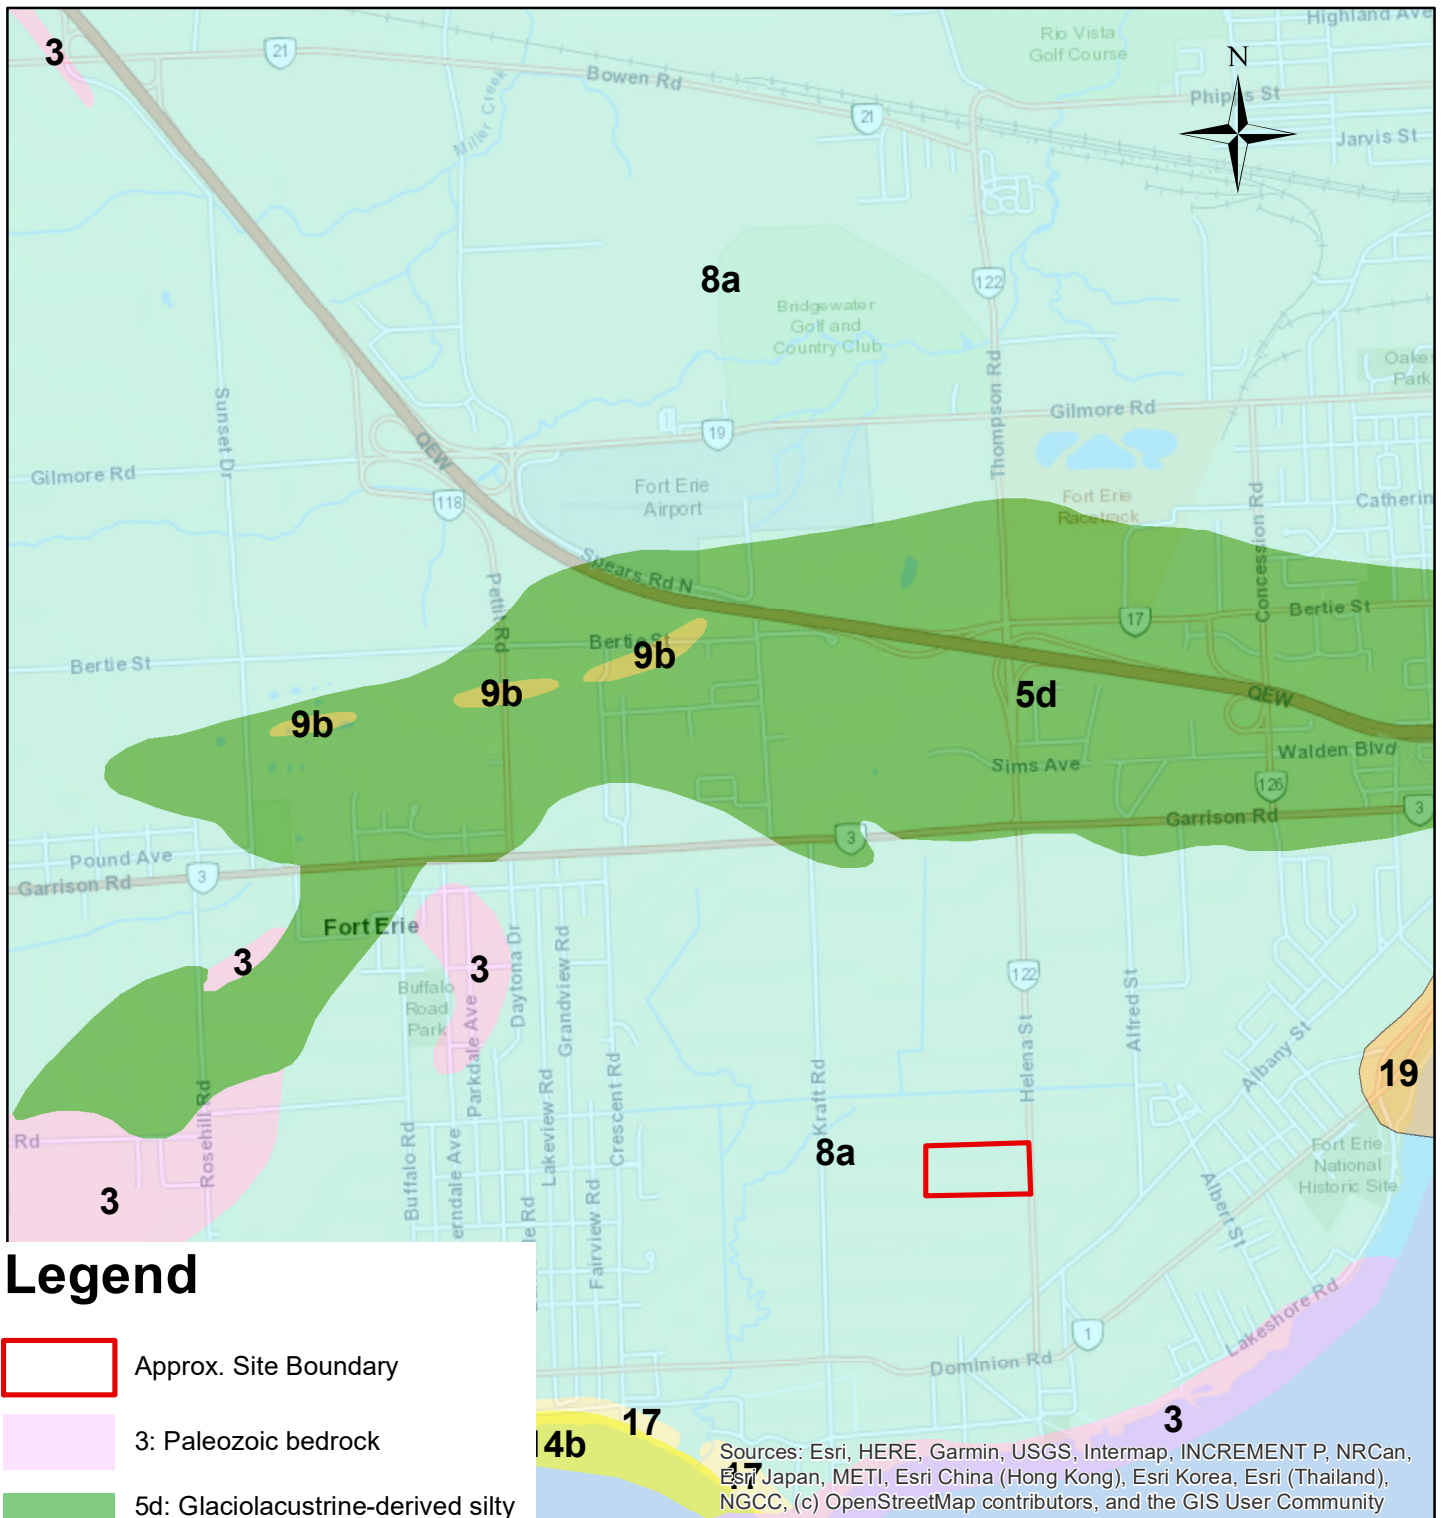 Highland Ave
3
21
Rio Vista
Golf Course
N
Bowen Rd
Miller Creek
21
Phipps St
Jarvis St
8a
122
Bridgewater
Golf and
Country Club
Thompson Rd
Oake
Park
Sunset Dr
Gilmore Rd
19
QEW
Gilmore Rd
118
Fort Erie
Airport
Fort Erie
Racetrack
Concession Rd
Catherin
Spears Rd N
Pettit Rd
Bertie St
17
Bertie St
9b
Bertie St
9b
5d
QEW
9b
Walden Blvd
Sims Ave
126
3
Garrison Rd
3
Pound Ave
Garrison Rd
3
Fort Erie
3
3
Buffalo
Road
Park
Daytona Dr
Grandview Rd
122
Alfred St
Parkdale Ave
Helena St
Albany St
19
Rosehill Rd
Lakeview Rd
Crescent Rd
Kraft Rd
Rd
8a
Fort Erie
National
Historic Site
Buffalo Rd
erndale Ave
Albert St
3
le Rd
Fairview Rd
Legend
Lakeshore Rd
1
Approx. Site Boundary
Dominion Rd
3: Paleozoic bedrock
17
4b
3
17
Sources: Esri, HERE, Garmin, USGS, Intermap, INCREMENT P, NRCan,
Esri Japan, METI, Esri China (Hong Kong), Esri Korea, Esri (Thailand),
NGCC, (c) OpenStreetMap contributors, and the GIS User Community
5d: Glaciolacustrine-derived silty